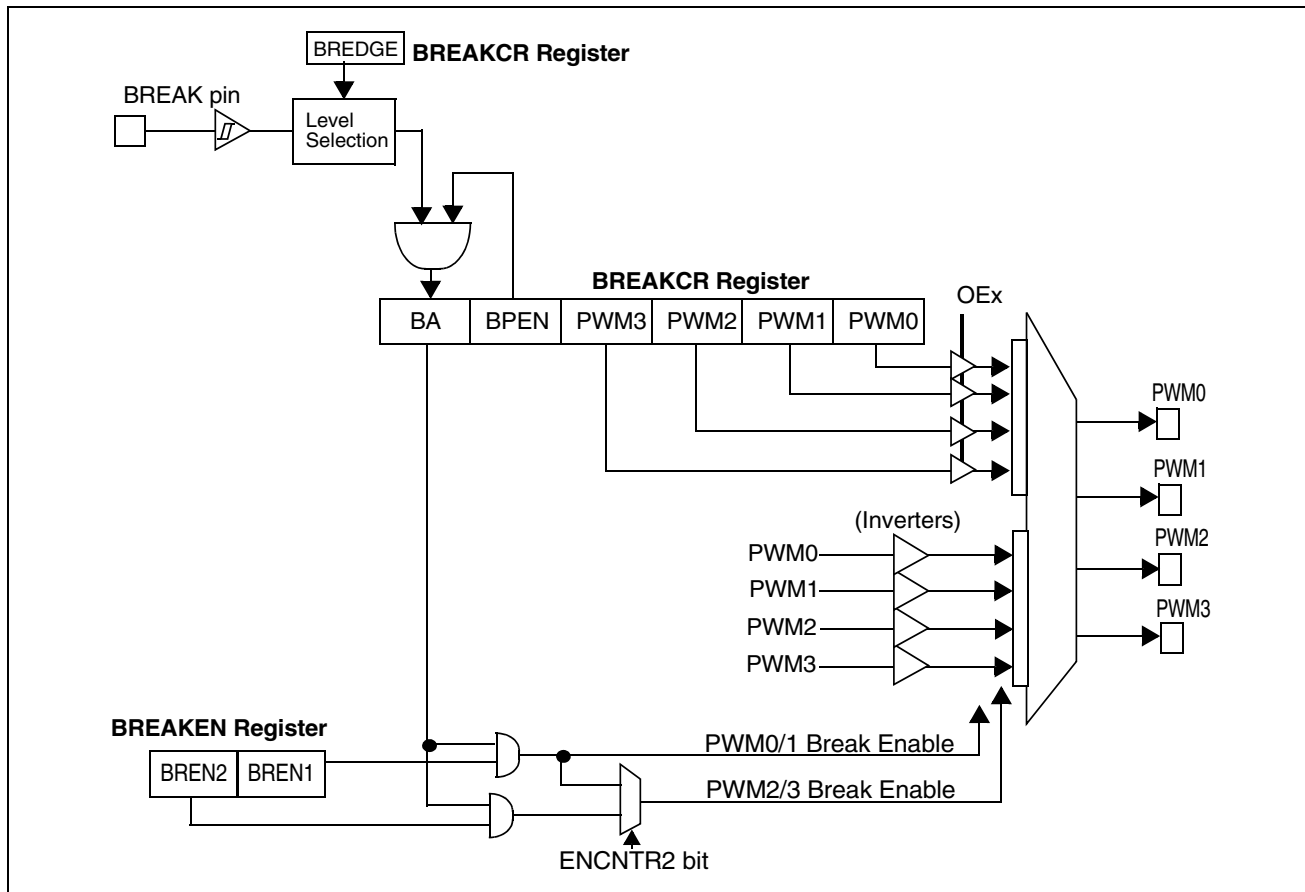 BREDGE
BREAKCR Register
BREAK pin
Level
Selection
BREAKCR Register
OEx
BA BPEN PWM3 PWM2 PWM1 PWM0
PWM0
PWM1
PWM2
PWM3
(Inverters)
PWM0
PWM1
PWM2
PWM3
BREAKEN Register
BREN2 BREN1
PWM0/1 Break Enable
PWM2/3 Break Enable
ENCNTR2 bit